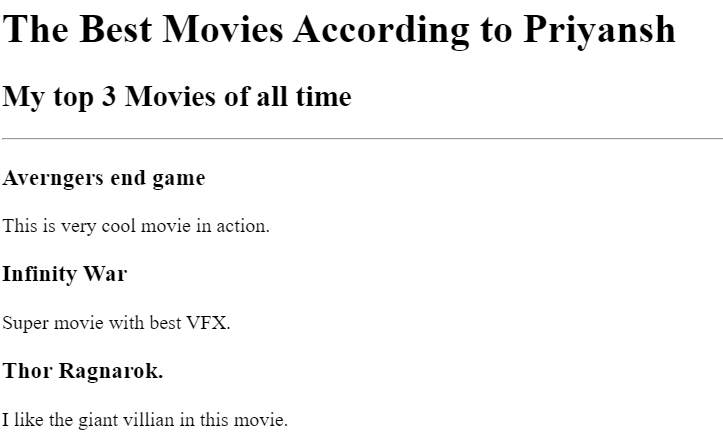 The Best Movies According to Priyansh
My top 3 Movies of all time
Averngers end game
This is very cool movie in action.
Infinity War
Super movie with best VFX.
Thor Ragnarok.
I like the giant villian in this movie.